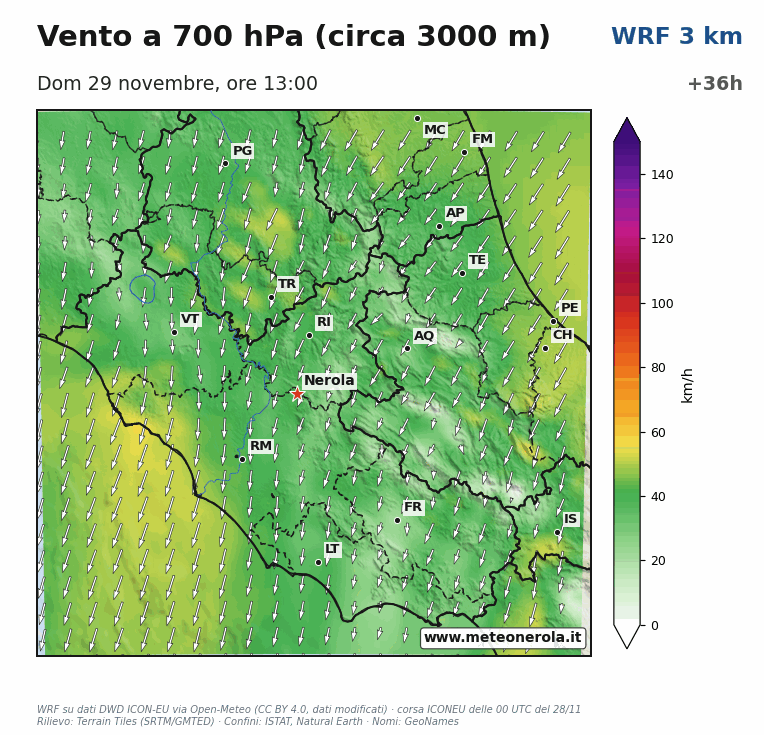 Vento a 700 hPa (circa 3000 m)
WRF 3 km
Dom 29 novembre, ore 13:00
+36h
MC
FM
PG
AP
TE
TR
PE
VT
RI
CH
AQ
Nerola
RM
FR
IS
LT
www.meteonerola.it
140
120
100
80
60
40
20
0
km/h
WRF su dati DWD ICON-EU via Open-Meteo (CC BY 4.0, dati modificati) · corsa ICONEU delle 00 UTC del 28/11
Rilievo: Terrain Tiles (SRTM/GMTED) · Confini: ISTAT, Natural Earth · Nomi: GeoNames